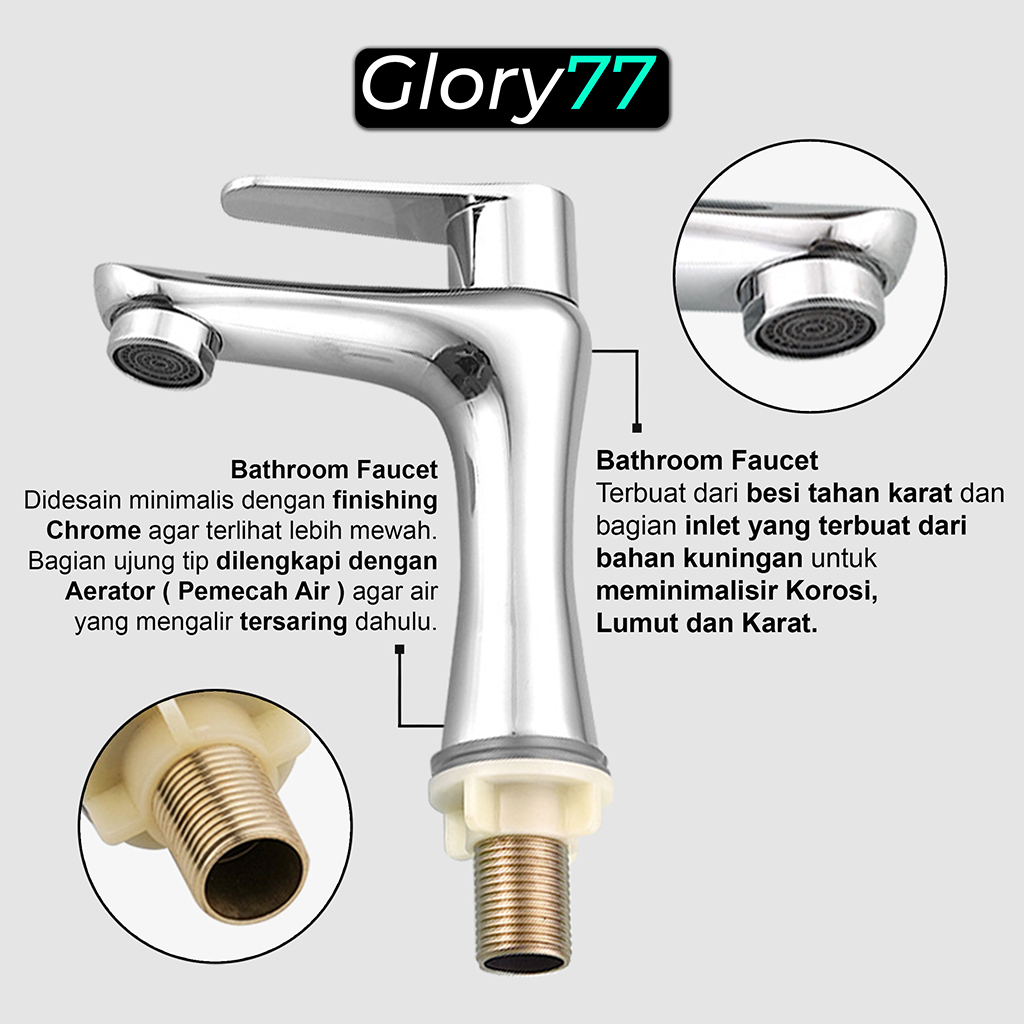 Glory77
Bathroom Faucet
Didesain minimalis dengan finishing
Chrome agar terlihat lebih mewah.
Bagian ujung tip dilengkapi dengan
Aerator ( Pemecah Air ) agar air
yang mengalir tersaring dahulu.
Bathroom Faucet
Terbuat dari besi tahan karat dan
bagian inlet yang terbuat dari
bahan kuningan untuk
meminimalisir Korosi,
Lumut dan Karat.